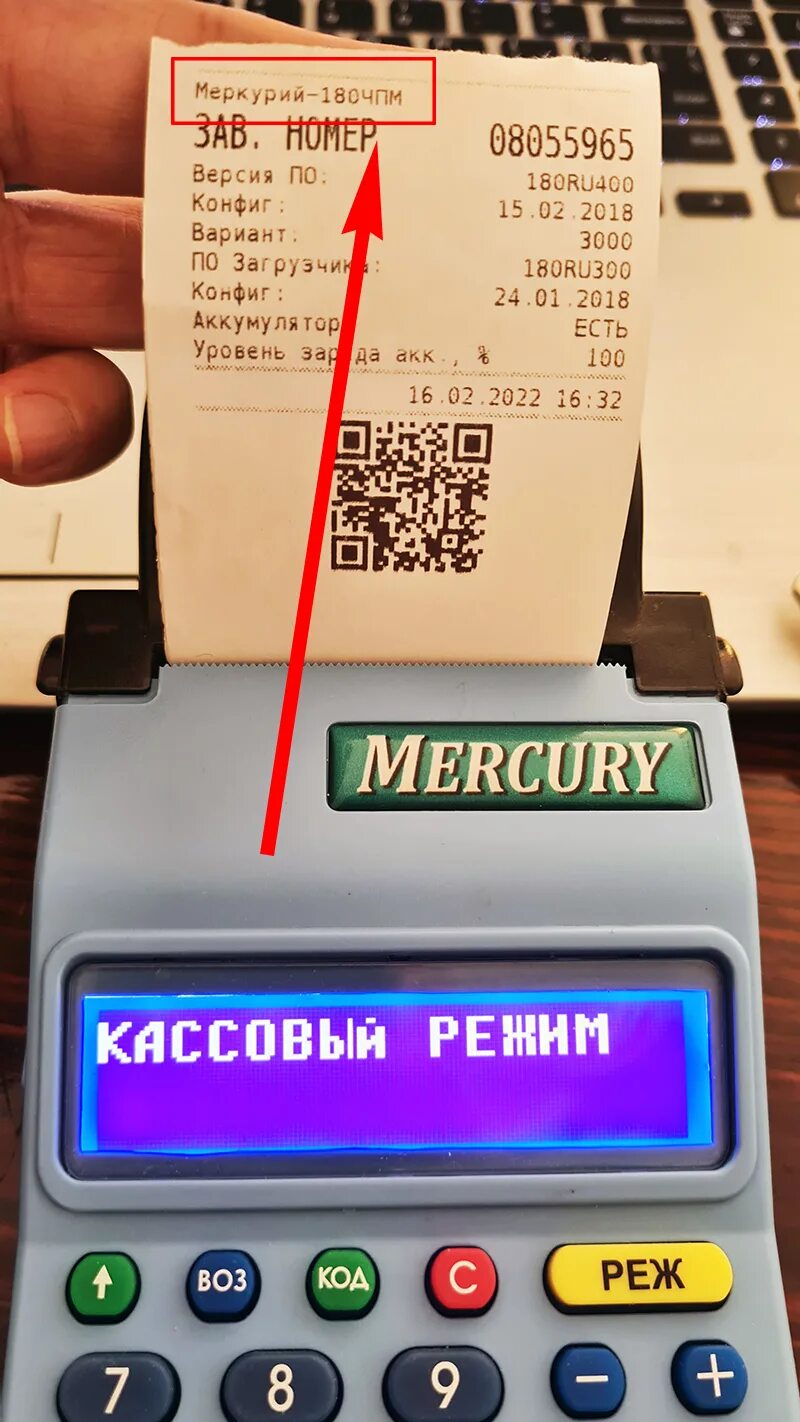 Меркурий-180ЧПМ
ЗАВ. НОМЕР 08055965
Версия ПО: 180RU400
Конфиг: 15.02.2018
Вариант: 3000
ПО Загрузчика: 180RU300
Конфиг: 24.01.2018
Аккумулятор ЕСТЬ
Уровень заряда акк., % 100
16.02.2022 16:32
MERCURY
КАССОВЫЙ РЕЖИМ
↑ ВОЗ КОД С РЕЖ
7 8 9 − +